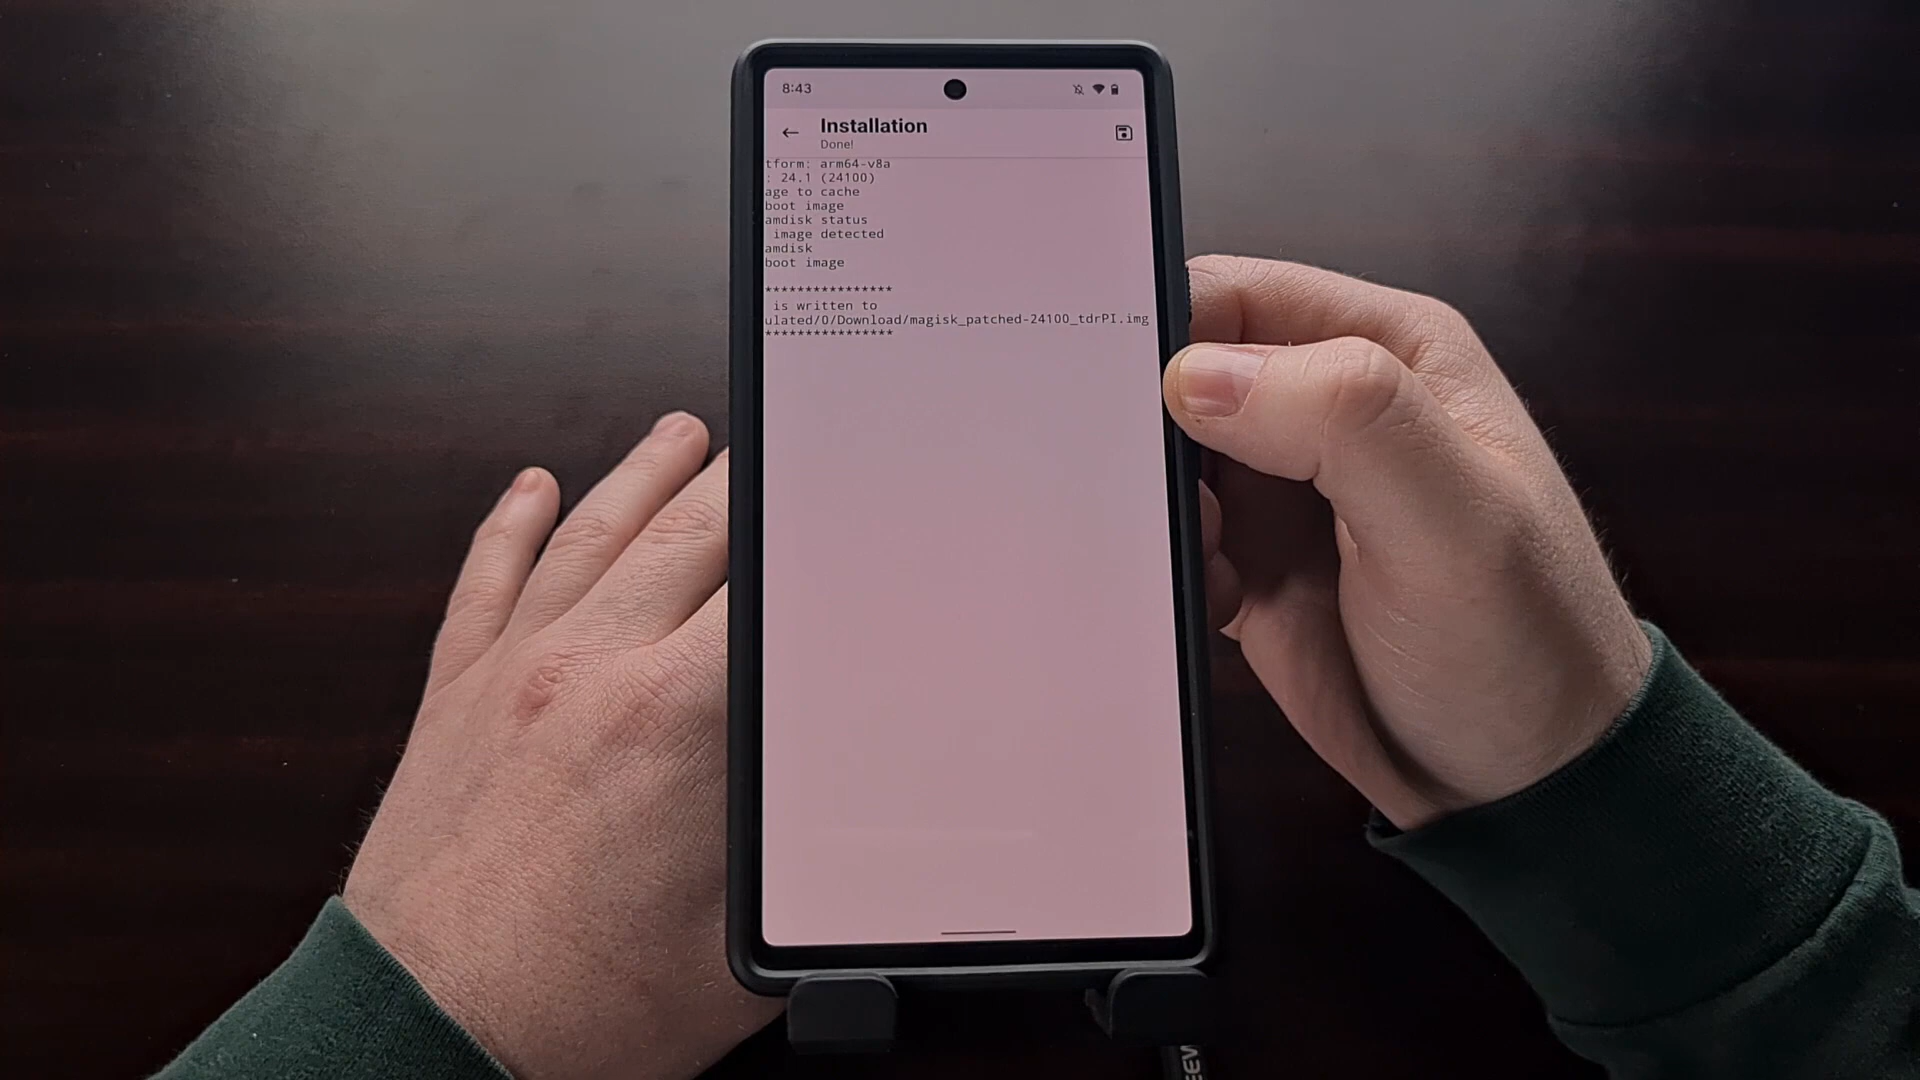 8:43
Installation
Done!
tform: arm64-v8a
: 24.1 (24100)
age to cache
boot image
amdisk status
image detected
amdisk
boot image
****************
is written to
ulated/0/Download/magisk_patched-24100_tdrPI.img
****************